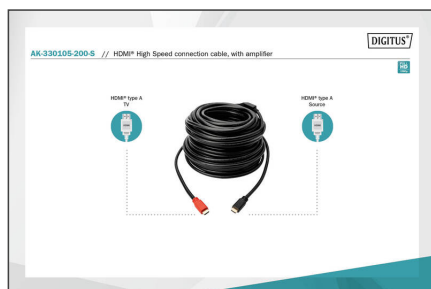 DIGITUS®
AK-330105-200-S // HDMI® High Speed connection cable, with amplifier
HDMI® type A
TV
HDMI® type A
Source